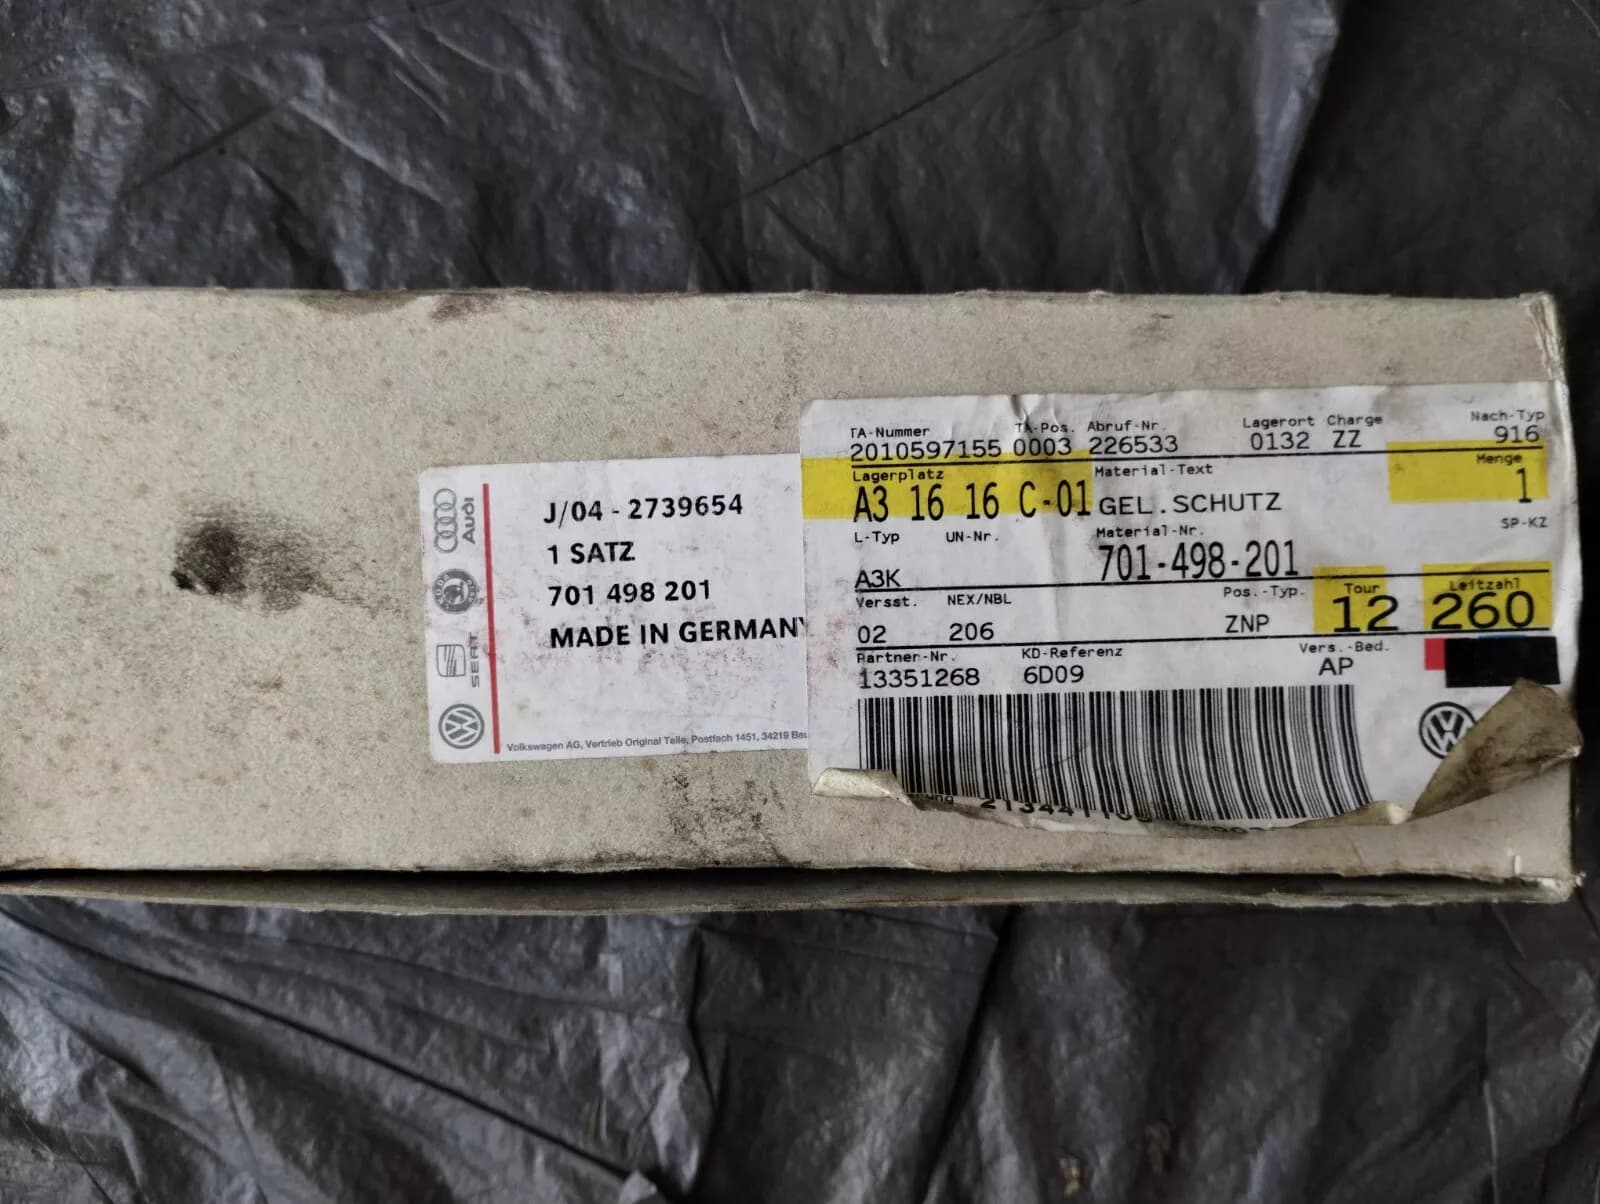 Audi
SEAT
J/04 - 2739654
1 SATZ
701 498 201
MADE IN GERMANY
Volkswagen AG, Vertrieb Original Teile, Postfach 1451, 34219 Bau
TA-Nummer TA-Pos. Abruf-Nr. Lagerort Charge Nach-Typ
2010597155 0003 226533 0132 ZZ 916
Lagerplatz Material-Text Menge
A3 16 16 C-01 GEL.SCHUTZ 1
L-Typ UN-Nr. Material-Nr. SP-KZ
A3K 701-498-201
Versst. NEX/NBL Pos.-Typ. Tour Leitzahl
02 206 ZNP 12 260
Partner-Nr. KD-Referenz Vers.-Bed.
13351268 6D09 AP